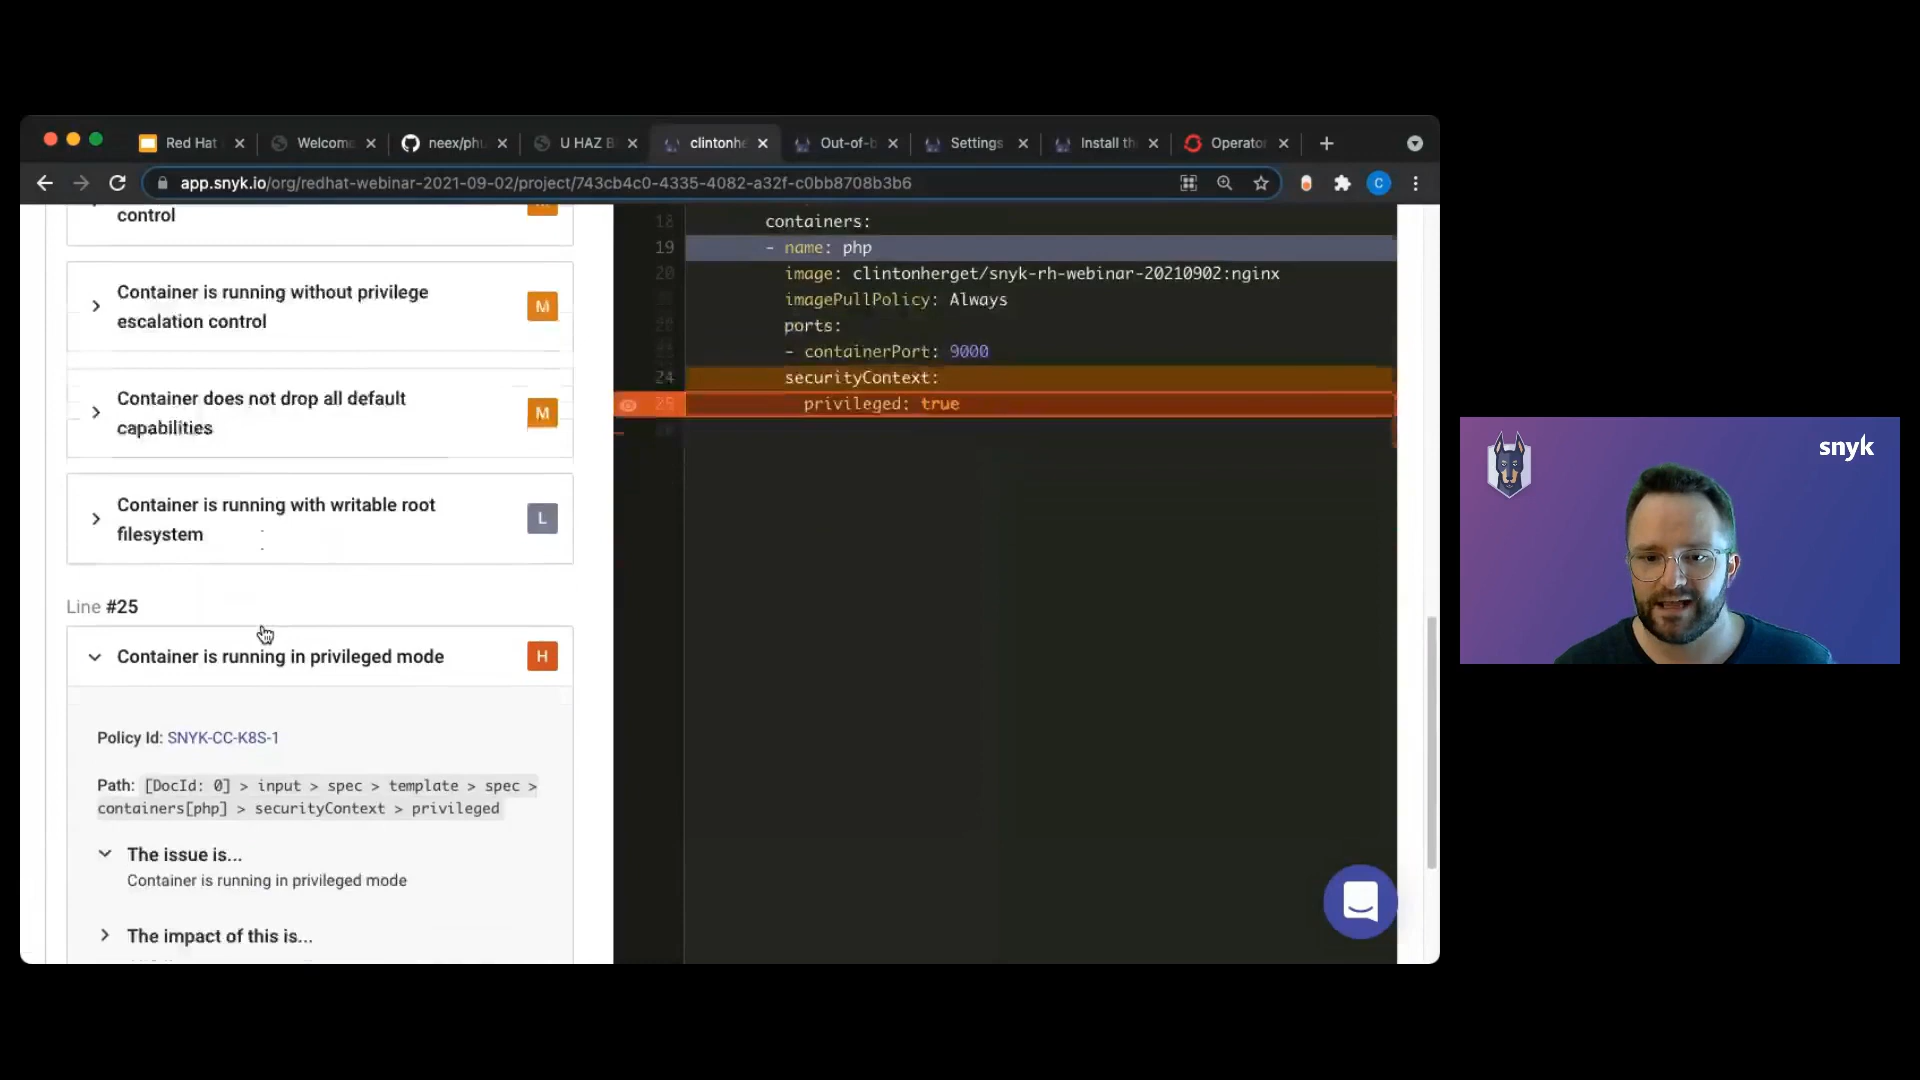 Red Hat
Welcome
neex/phu
U HAZ B
clintonhe
Out-of-b
Settings
Install th
Operator
app.snyk.io/org/redhat-webinar-2021-09-02/project/743cb4c0-4335-4082-a32f-c0bb8708b3b6
C
control
Container is running without privilege
escalation control
M
Container does not drop all default
capabilities
M
Container is running with writable root
filesystem
L
Line #25
Container is running in privileged mode
H
Policy Id: SNYK-CC-K8S-1
Path: [DocId: 0] > input > spec > template > spec >
containers[php] > securityContext > privileged
The issue is...
Container is running in privileged mode
The impact of this is...
18 containers:
19 - name: php
20 image: clintonherget/snyk-rh-webinar-20210902:nginx
imagePullPolicy: Always
ports:
- containerPort: 9000
24 securityContext:
25 privileged: true
snyk